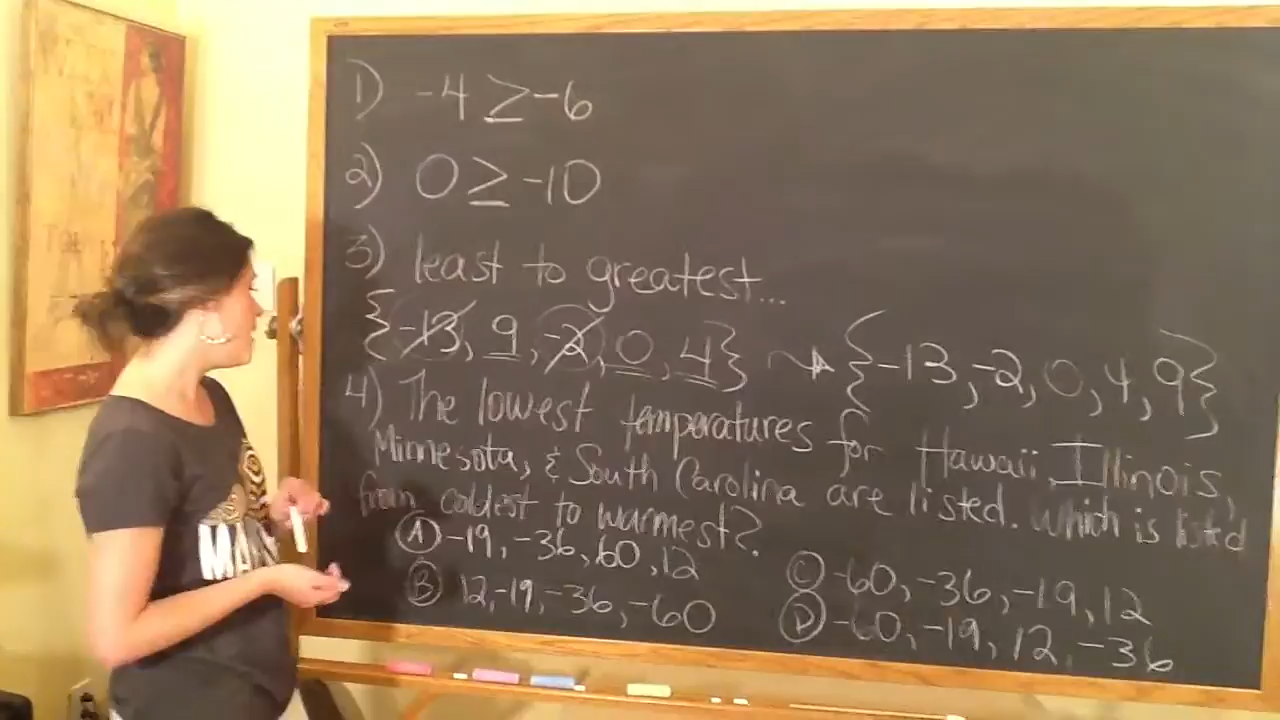 1) -4 ≥ -6
2) 0 ≥ -10
3) least to greatest...
{-13, 9, -2, 0, 4} → {-13, -2, 0, 4, 9}
4) The lowest temperatures for Hawaii, Illinois,
Minnesota, & South Carolina are listed. Which is listed
from coldest to warmest?
(A) -19, -36, 60, 12
(B) 12, -19, -36, -60
(C) -60, -36, -19, 12
(D) -60, -19, 12, -36